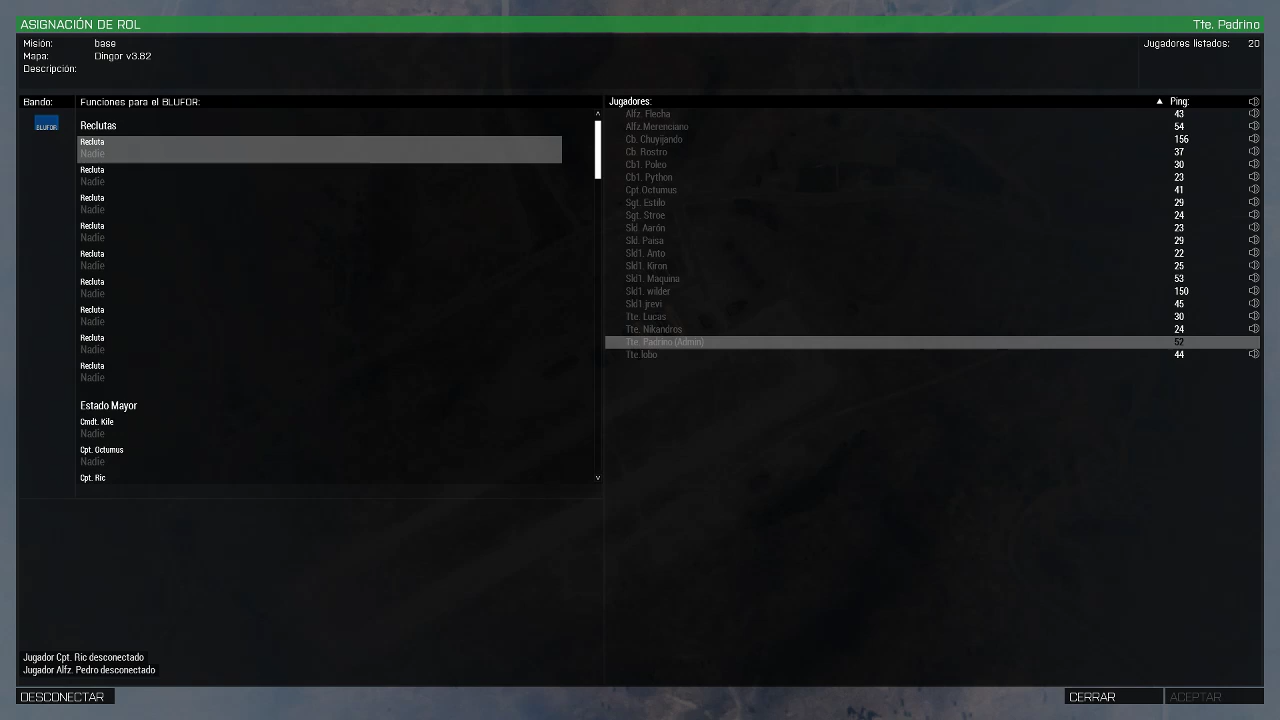 ASIGNACIÓN DE ROL
Tte. Padrino
Misión: base
Mapa: Dingor v3.82
Descripción:
Jugadores listados: 20
Bando:
BLUFOR
Funciones para el BLUFOR:
Reclutas
Recluta
Nadie
Recluta
Nadie
Recluta
Nadie
Recluta
Nadie
Recluta
Nadie
Recluta
Nadie
Recluta
Nadie
Recluta
Nadie
Recluta
Nadie
Estado Mayor
Cmdt. Kile
Nadie
Cpt. Octumus
Nadie
Cpt. Ric
Jugadores: Ping:
Alfz. Flecha 43
Alfz.Merenciano 54
Cb. Chuyijando 156
Cb. Rostro 37
Cb1. Poleo 30
Cb1. Python 23
Cpt Octumus 41
Sgt. Estilo 29
Sgt. Stroe 24
Sld. Aarón 23
Sld. Paisa 29
Sld1. Anto 22
Sld1. Kiron 25
Sld1. Maquina 53
Sld1. wilder 150
Sld1 jrevi 45
Tte. Lucas 30
Tte. Nikandros 24
Tte. Padrino (Admin) 52
Tte.lobo 44
Jugador Cpt. Ric desconectado
Jugador Alfz. Pedro desconectado
DESCONECTAR
CERRAR
ACEPTAR